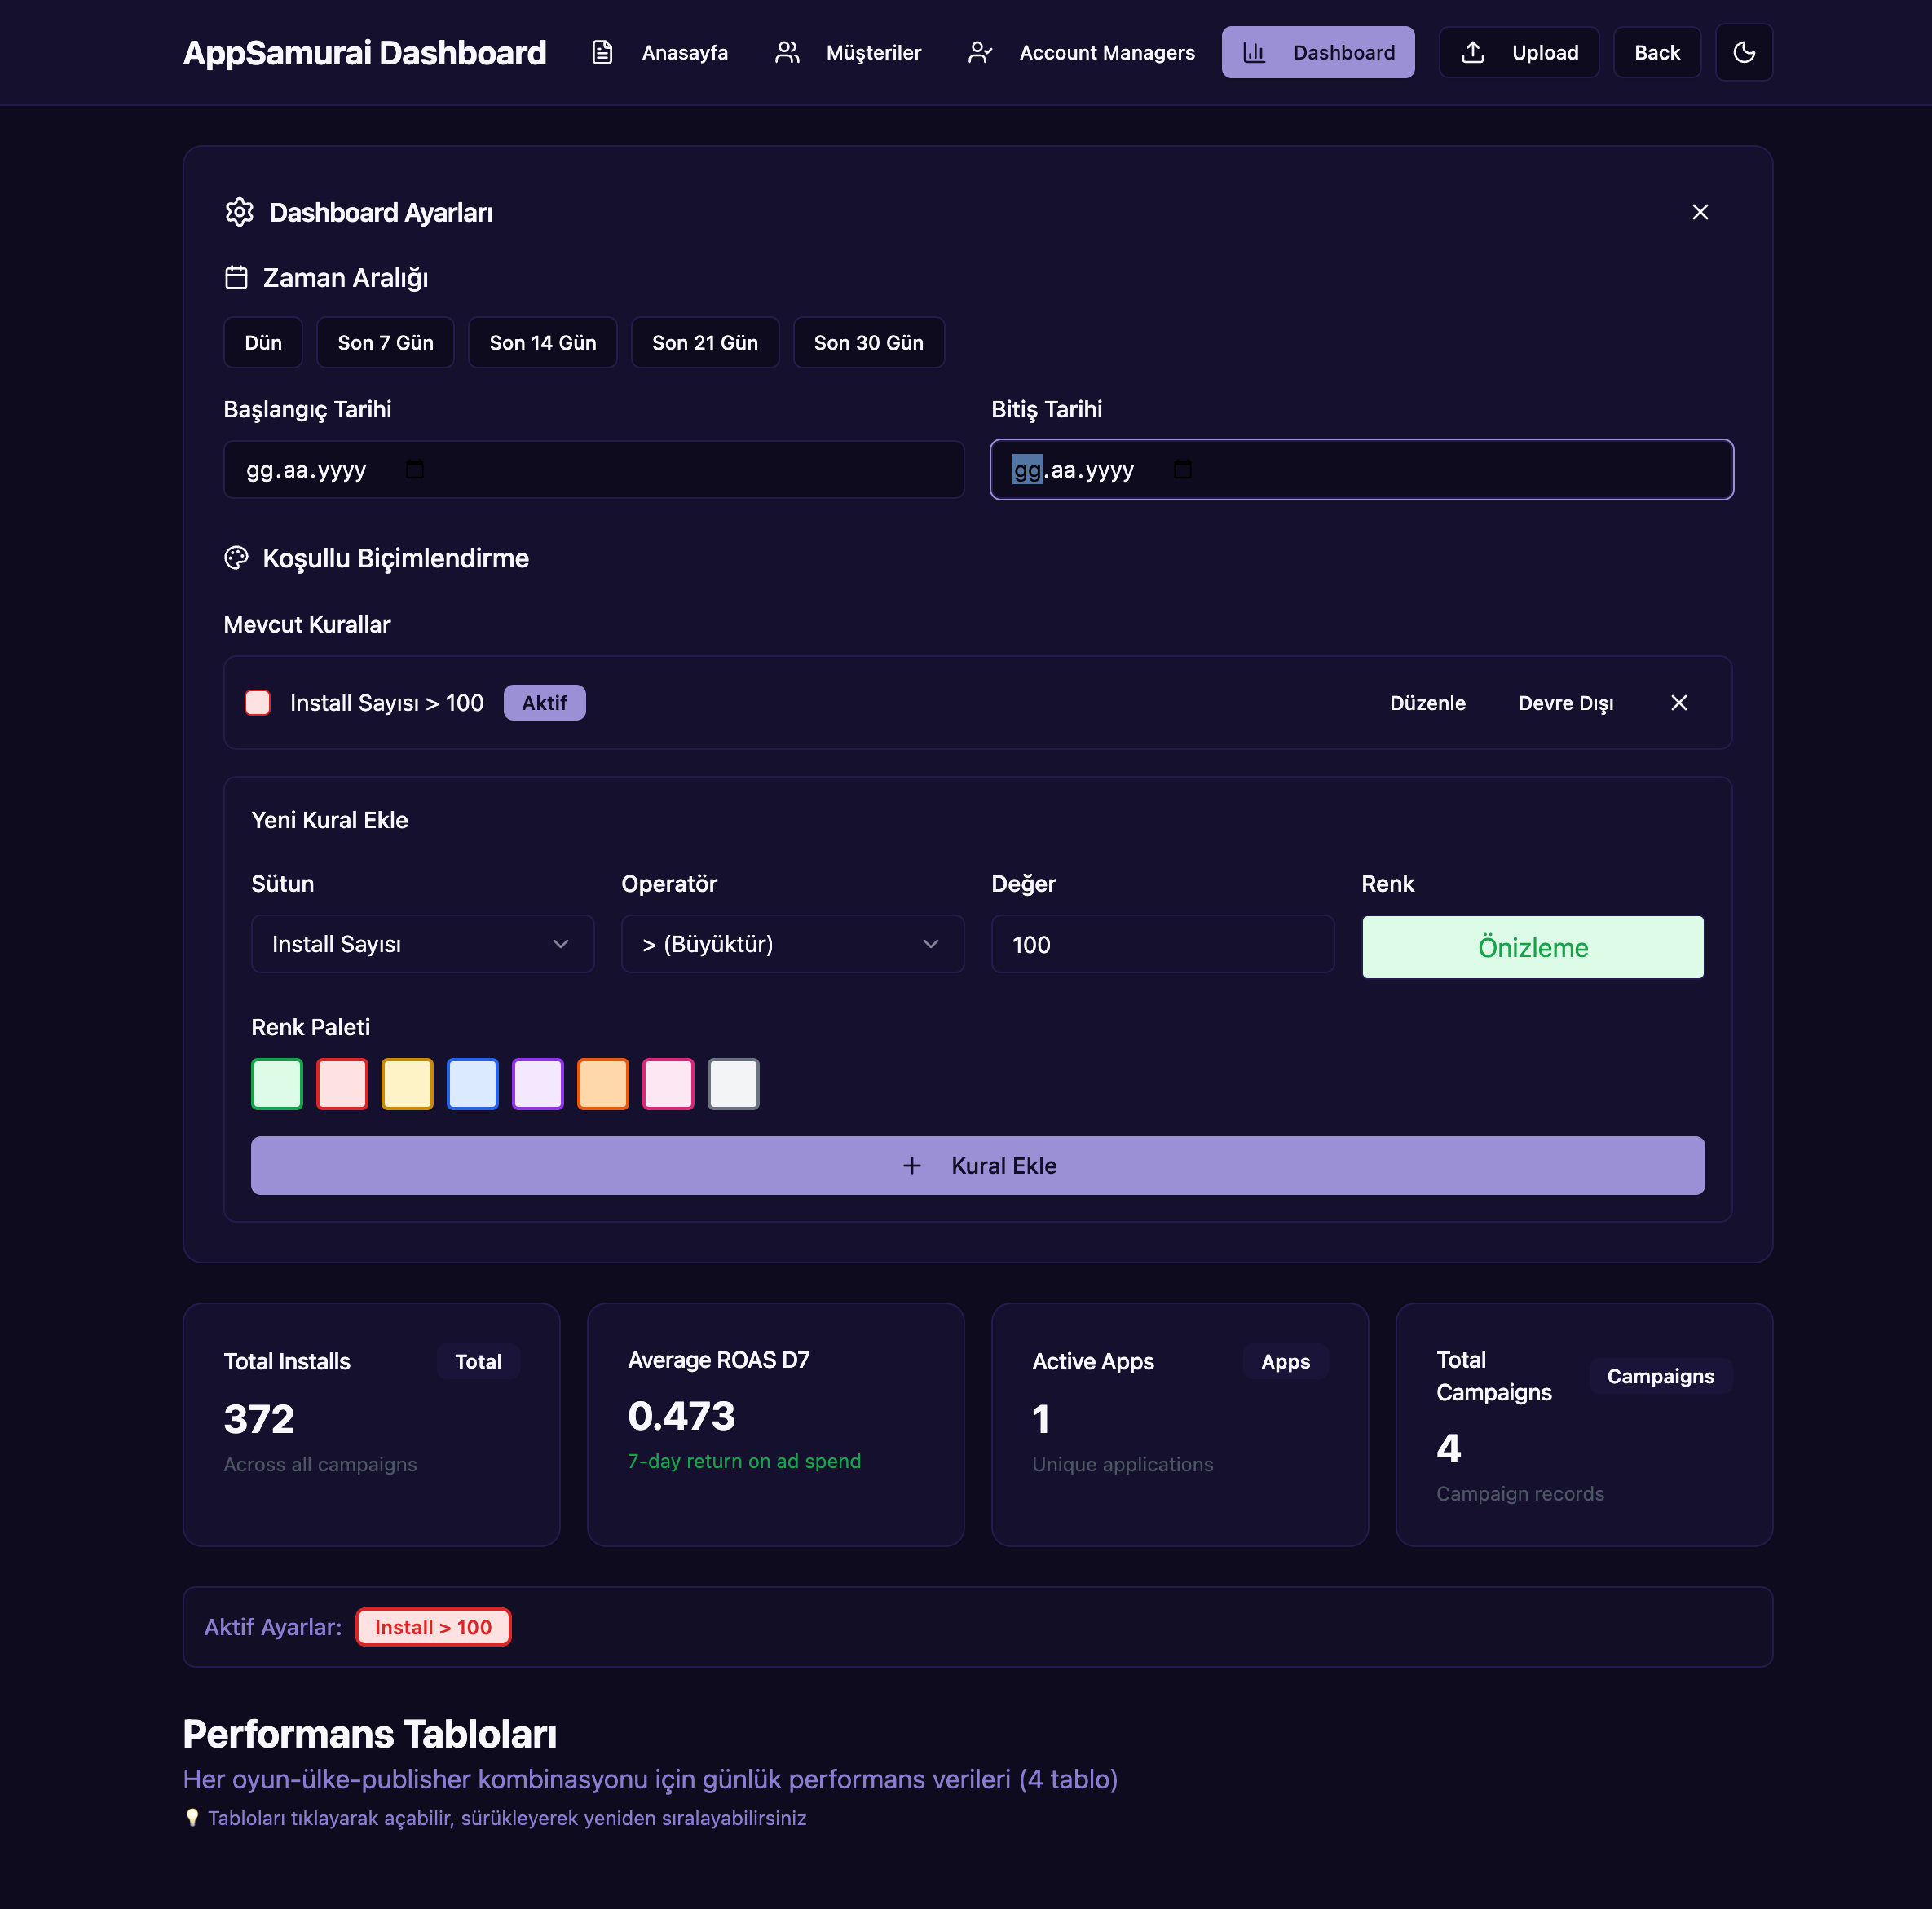 AppSamurai Dashboard Anasayfa Müşteriler Account Managers Dashboard Upload Back
Dashboard Ayarları
Zaman Aralığı
Dün Son 7 Gün Son 14 Gün Son 21 Gün Son 30 Gün
Başlangıç Tarihi Bitiş Tarihi
gg.aa.yyyy gg.aa.yyyy
Koşullu Biçimlendirme
Mevcut Kurallar
Install Sayısı > 100 Aktif Düzenle Devre Dışı
Yeni Kural Ekle
Sütun Operatör Değer Renk
Install Sayısı > (Büyüktür) 100 Önizleme
Renk Paleti
+ Kural Ekle
Total Installs Total
372
Across all campaigns
Average ROAS D7
0.473
7-day return on ad spend
Active Apps Apps
1
Unique applications
Total Campaigns Campaigns
4
Campaign records
Aktif Ayarlar: Install > 100
Performans Tabloları
Her oyun-ülke-publisher kombinasyonu için günlük performans verileri (4 tablo)
💡 Tabloları tıklayarak açabilir, sürükleyerek yeniden sıralayabilirsiniz